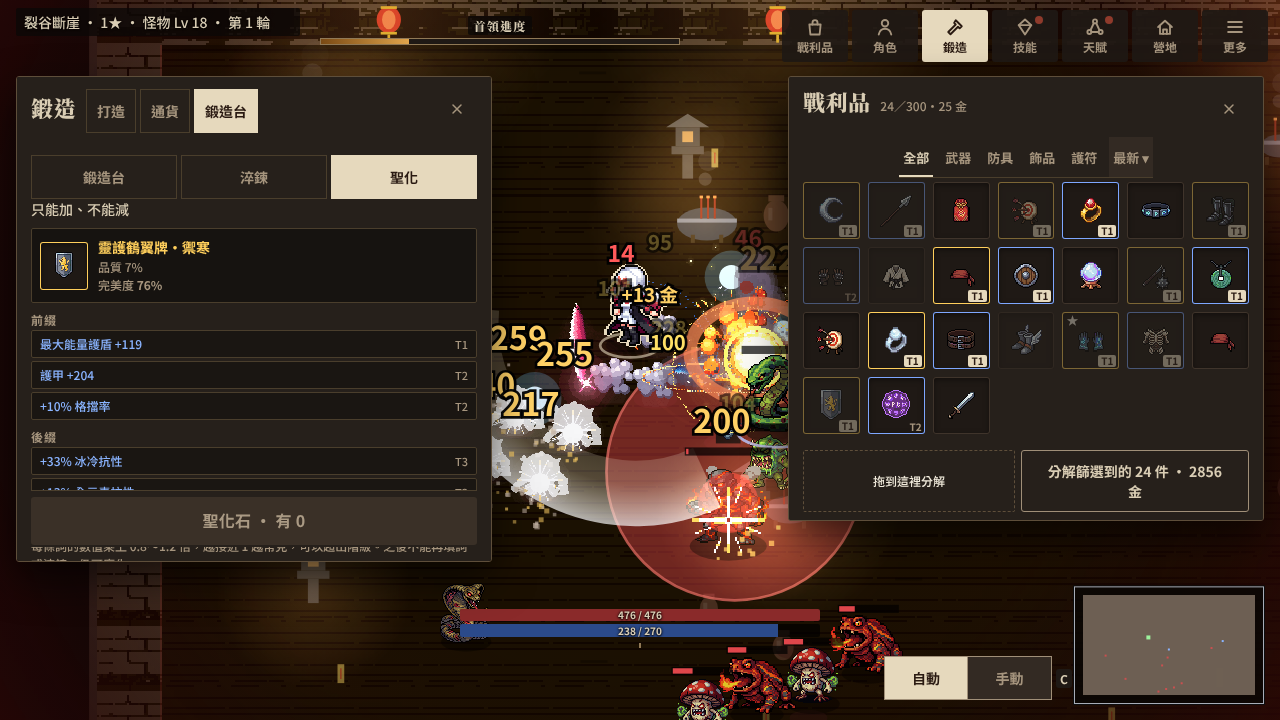 裂谷斷崖 · 1★ · 怪物 Lv 18 · 第 1 輪
首領進度
戰利品
角色
鍛造
技能
天賦
營地
更多
鍛造
打造
通貨
鍛造台
×
鍛造台
淬鍊
聖化
只能加、不能減
靈護鶴翼牌·禦寒
品質 7%
完美度 76%
前綴
最大能量護盾 +119
T1
護甲 +204
T2
+10% 格擋率
T2
後綴
+33% 冰冷抗性
T3
聖化石 · 有 0
戰利品
24／300 · 25 金
×
全部
武器
防具
飾品
護符
最新▾
T1
T1
T1
T1
T1
T2
T1
T1
T1
T1
T1
T1
T1
T1
T1
T1
T2
拖到這裡分解
分解篩選到的 24 件 · 2856
金
14
95
46
222
+13 金
100
259
255
217
200
476 / 476
238 / 270
自動
手動
C